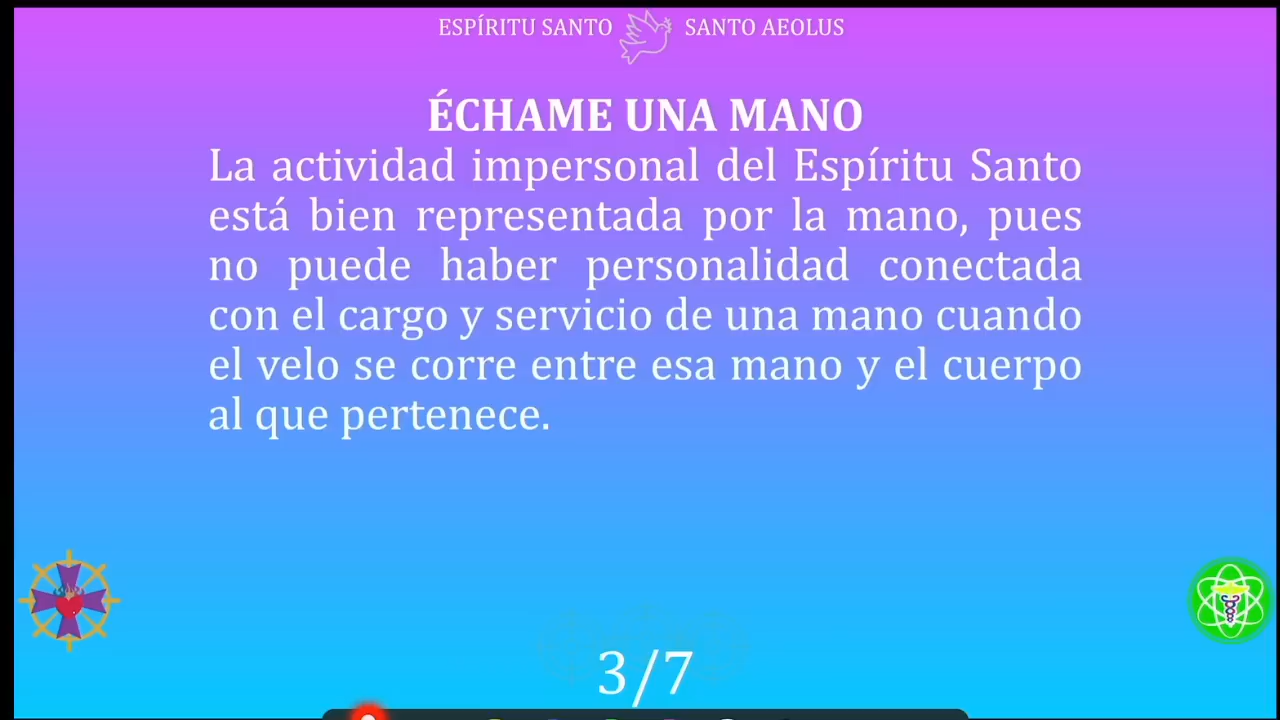 ESPÍRITU SANTO SANTO AEOLUS
ÉCHAME UNA MANO
La actividad impersonal del Espíritu Santo
está bien representada por la mano, pues
no puede haber personalidad conectada
con el cargo y servicio de una mano cuando
el velo se corre entre esa mano y el cuerpo
al que pertenece.
3/7